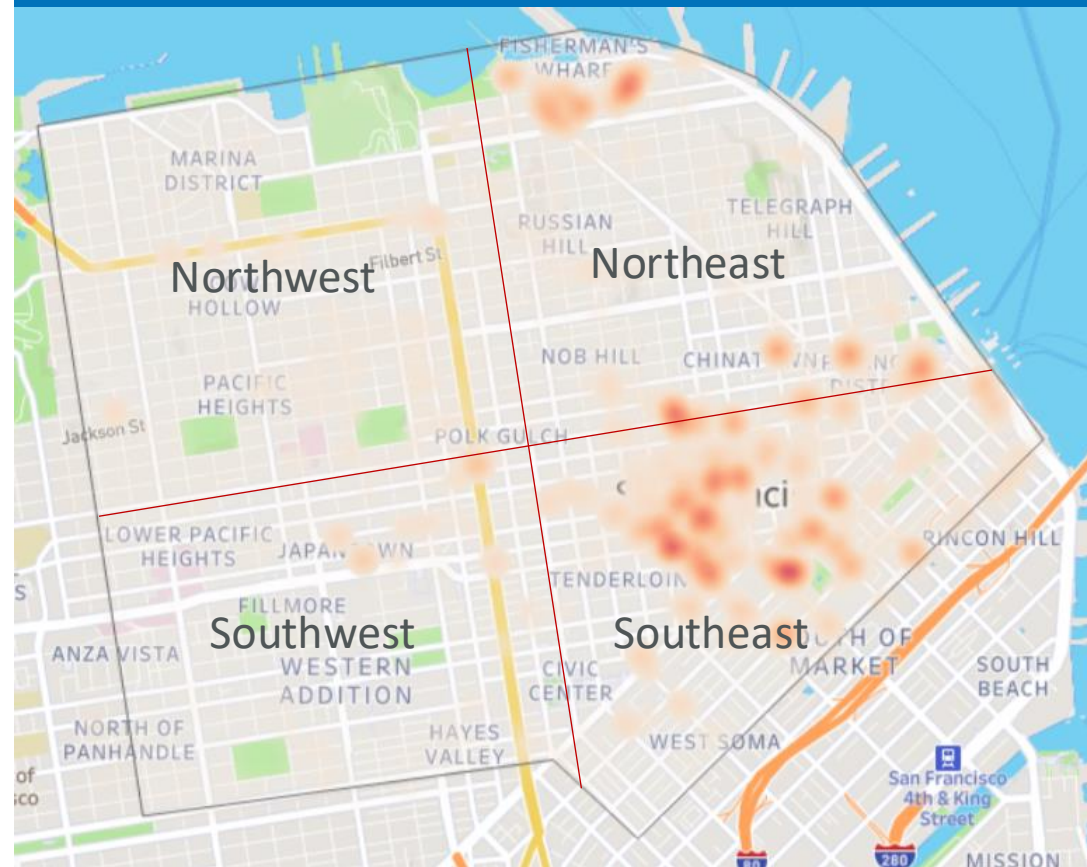 FISHERMAN'S
WHARF
MARINA
DISTRICT
TELEGRAPH
HILL
RUSSIAN
HILL
Filbert St
Northwest
Northeast
HOLLOW
NOB HILL
PACIFIC
HEIGHTS
Jackson St
POLK GULCH
LOWER PACIFIC
HEIGHTS
RINCON HILL
TENDERLOIN
FILLMORE
Southwest
Southeast
ANZA VISTA
WESTERN
ADDITION
CIVIC
CENTER
MARKET
SOUTH
BEACH
NORTH OF
PANHANDLE
HAYES
VALLEY
WEST SOMA
of
San Francisco
4th & King
Street
80
280
MISSION